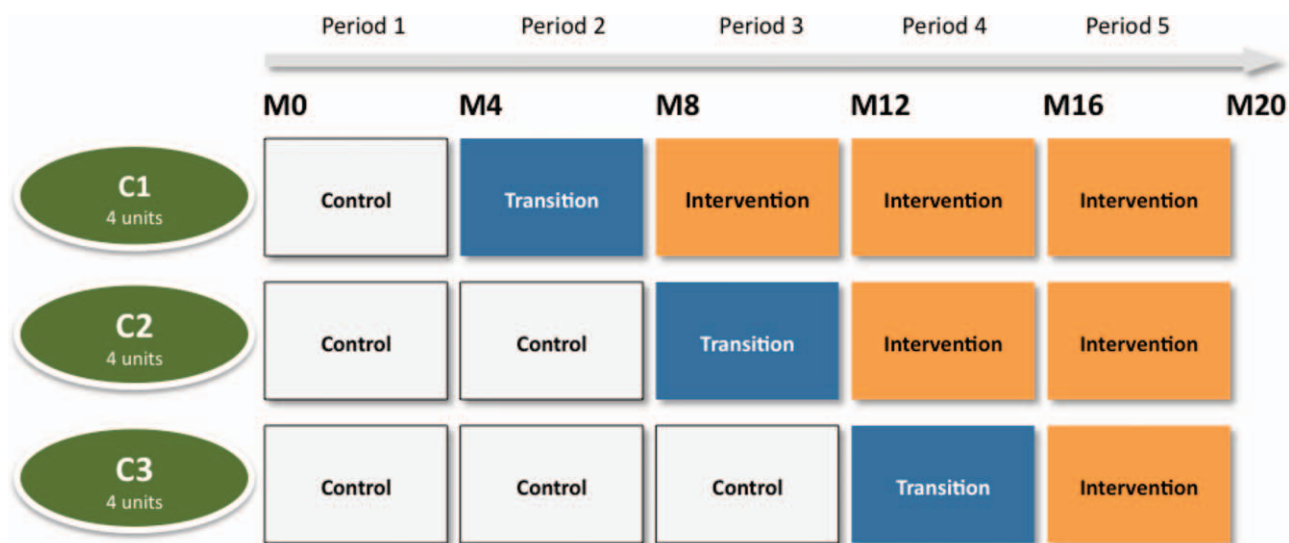 Period 1 Period 2 Period 3 Period 4 Period 5
M0 M4 M8 M12 M16 M20
C1
4 units
Control Transition Intervention Intervention Intervention
C2
4 units
Control Control Transition Intervention Intervention
C3
4 units
Control Control Control Transition Intervention